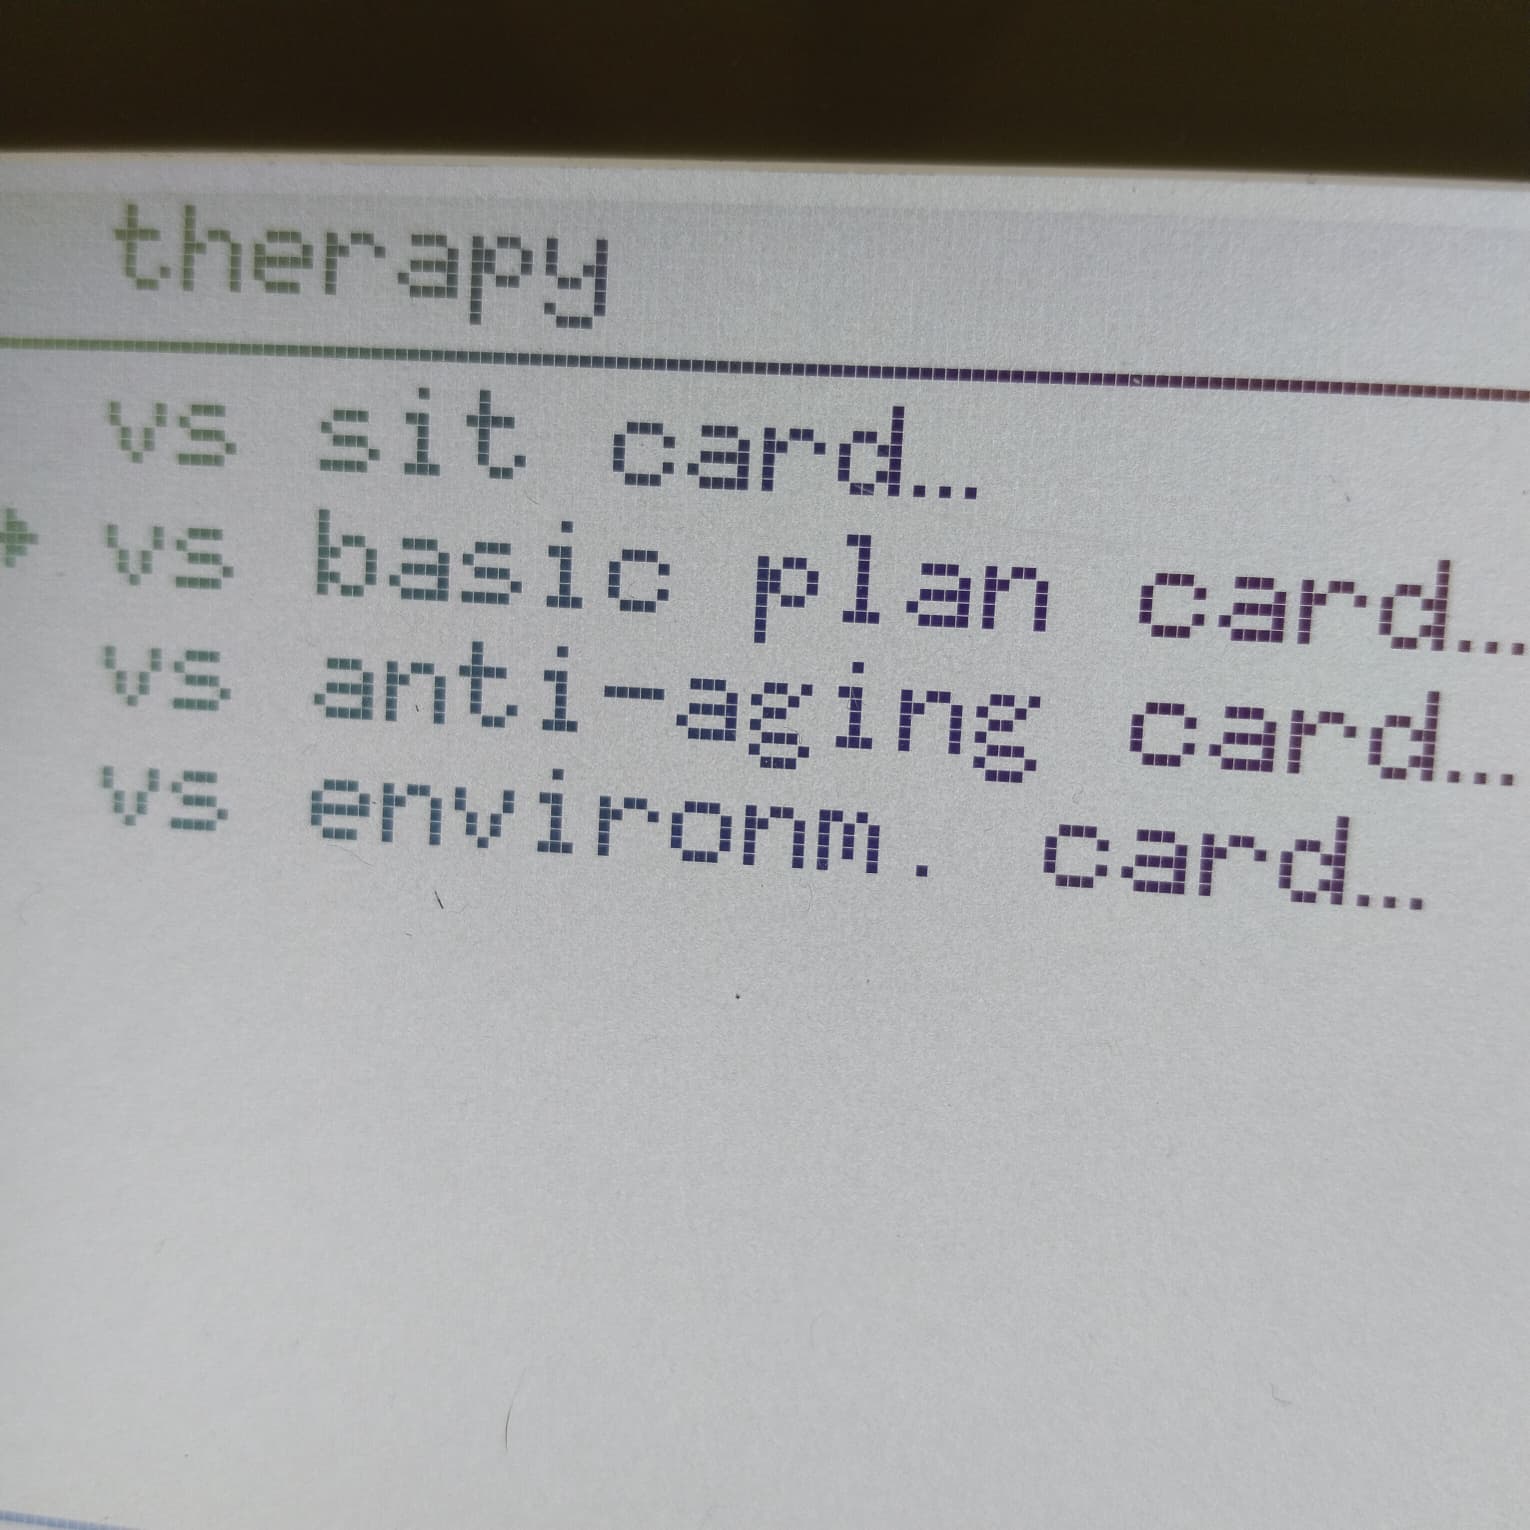 therapy
vs sit card…
vs basic plan card…
vs anti-aging card…
vs environm. card…